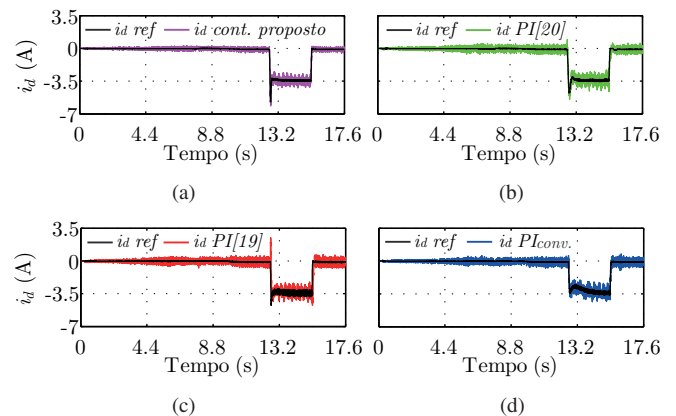 3.5
i_d ref
i_d cont. proposto
0
-3.5
-7
i_d (A)
0 4.4 8.8 13.2 17.6
Tempo (s)
(a)
i_d ref
i_d PI[20]
0 4.4 8.8 13.2 17.6
Tempo (s)
(b)
3.5
i_d ref
i_d PI[19]
0
-3.5
-7
i_d (A)
0 4.4 8.8 13.2 17.6
Tempo (s)
(c)
i_d ref
i_d PI_conv.
0 4.4 8.8 13.2 17.6
Tempo (s)
(d)